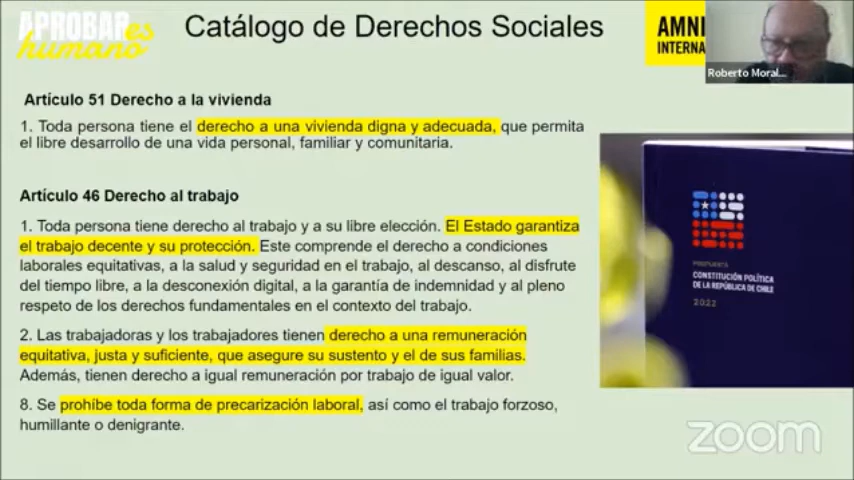 APROBAR es
humano
Catálogo de Derechos Sociales
AMNI
INTERNA
Roberto Moral...
Artículo 51 Derecho a la vivienda
1. Toda persona tiene el derecho a una vivienda digna y adecuada, que permita
el libre desarrollo de una vida personal, familiar y comunitaria.
Artículo 46 Derecho al trabajo
1. Toda persona tiene derecho al trabajo y a su libre elección. El Estado garantiza
el trabajo decente y su protección. Este comprende el derecho a condiciones
laborales equitativas, a la salud y seguridad en el trabajo, al descanso, al disfrute
del tiempo libre, a la desconexión digital, a la garantía de indemnidad y al pleno
respeto de los derechos fundamentales en el contexto del trabajo.
2. Las trabajadoras y los trabajadores tienen derecho a una remuneración
equitativa, justa y suficiente, que asegure su sustento y el de sus familias.
Además, tienen derecho a igual remuneración por trabajo de igual valor.
8. Se prohíbe toda forma de precarización laboral, así como el trabajo forzoso,
humillante o denigrante.
PROPUESTA
CONSTITUCIÓN POLÍTICA
DE LA REPÚBLICA DE CHILE
2022
zoom